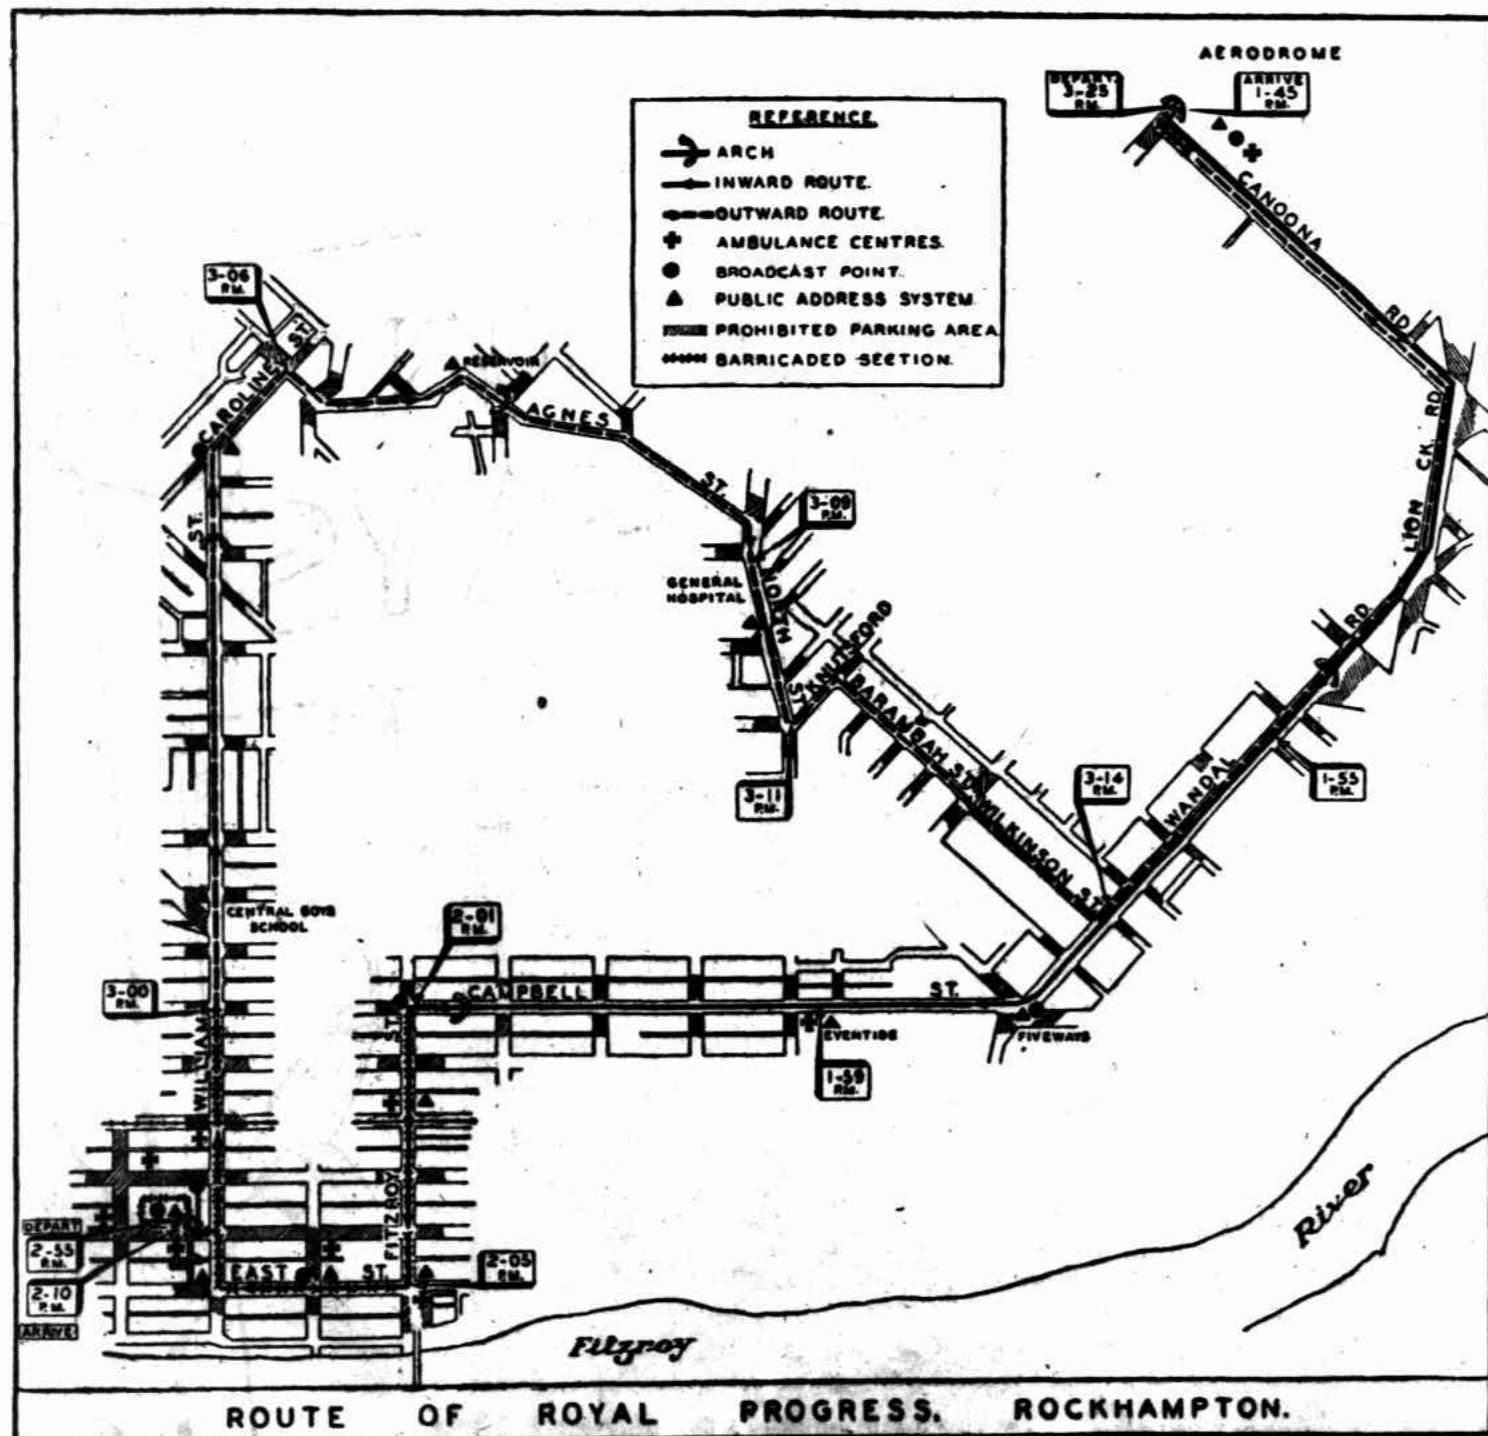 AERODROME
DEPART.
3-25
P.M.
ARRIVE
1-45
P.M.
REFERENCE
ARCH
INWARD ROUTE.
OUTWARD ROUTE.
AMBULANCE CENTRES.
BROADCAST POINT.
PUBLIC ADDRESS SYSTEM.
PROHIBITED PARKING AREA.
BARRICADED SECTION.
CANOONA RD.
LION CK. RD.
3-06
P.M.
CAROLINE ST.
RESERVOIR
AGNES ST.
3-09
P.M.
GENERAL
HOSPITAL
NORTH ST.
KNUTSFORD
BARAMBAH ST.
WILKINSON ST.
3-11
P.M.
3-14
P.M.
WANDAL RD.
1-55
P.M.
CENTRAL BOYS
SCHOOL
3-00
P.M.
WILLIAM ST.
2-01
P.M.
CAMPBELL ST.
EVENTIDE
FIVEWAYS
1-59
P.M.
FITZROY ST.
DEPART
2-55
P.M.
2-10
P.M.
ARRIVE
EAST ST.
2-05
P.M.
Fitzroy River
ROUTE OF ROYAL PROGRESS. ROCKHAMPTON.